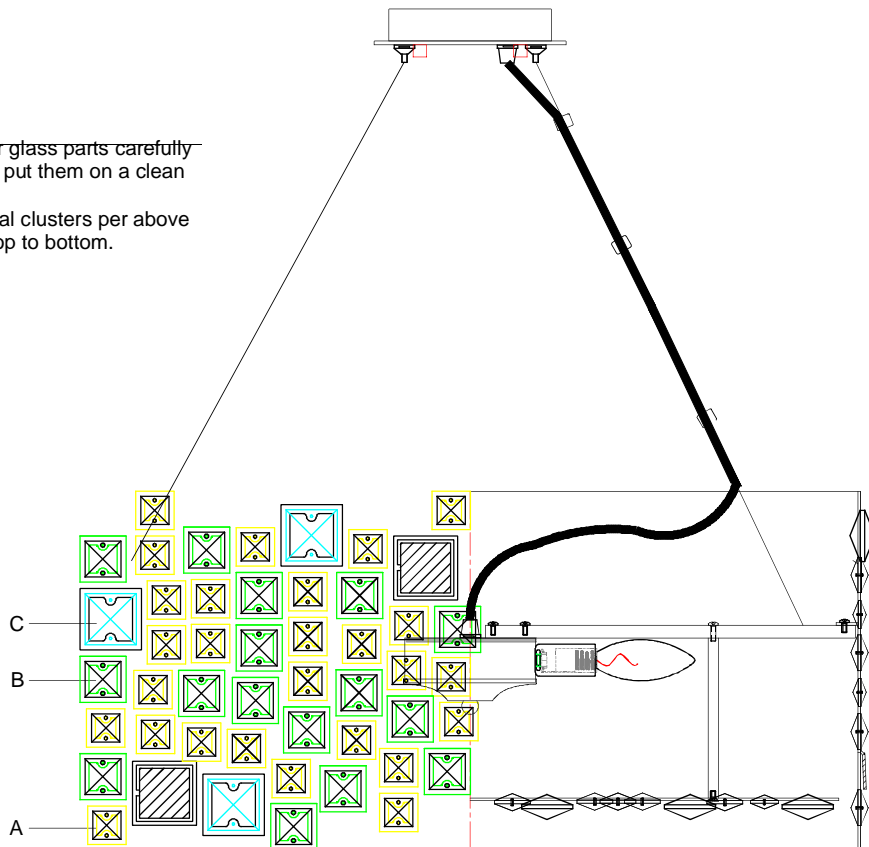 r glass parts carefully
put them on a clean
al clusters per above
op to bottom.
C
B
A